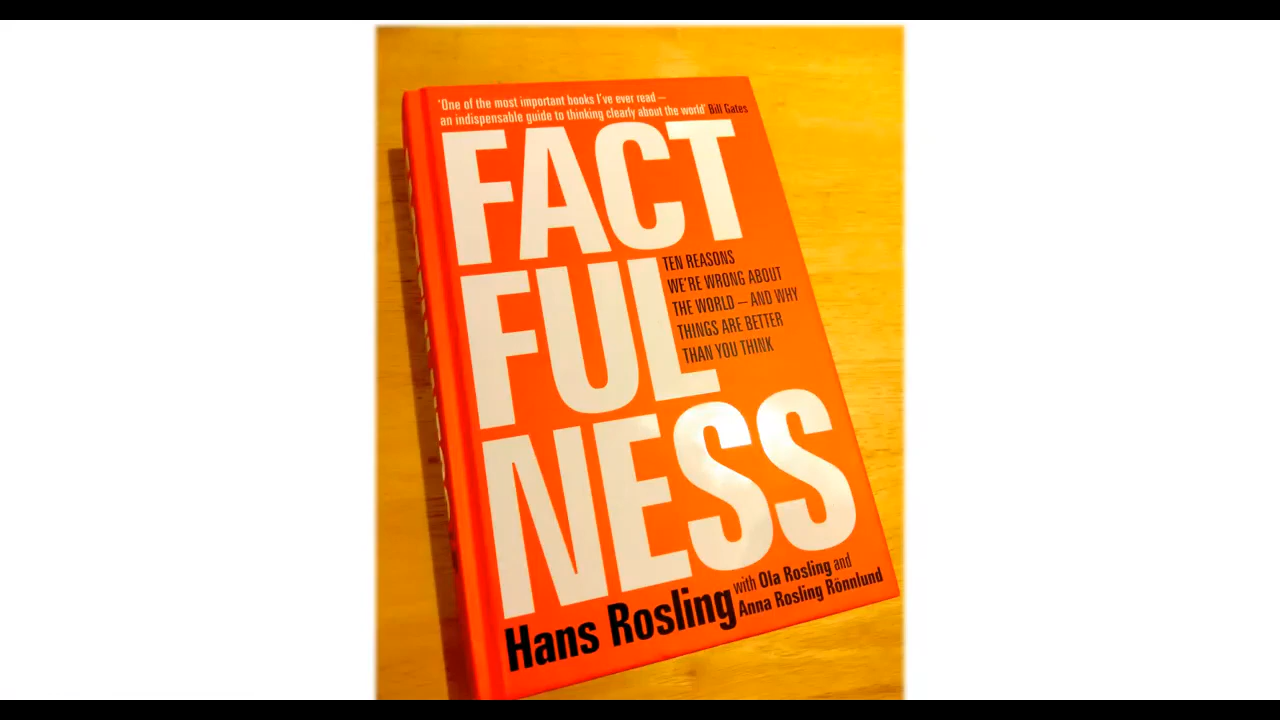 'One of the most important books I've ever read –
an indispensable guide to thinking clearly about the world' Bill Gates
FACT
FUL
TEN REASONS
WE'RE WRONG ABOUT
THE WORLD – AND WHY
THINGS ARE BETTER
THAN YOU THINK
NESS
Hans Rosling
with Ola Rosling and
Anna Rosling Rönnlund